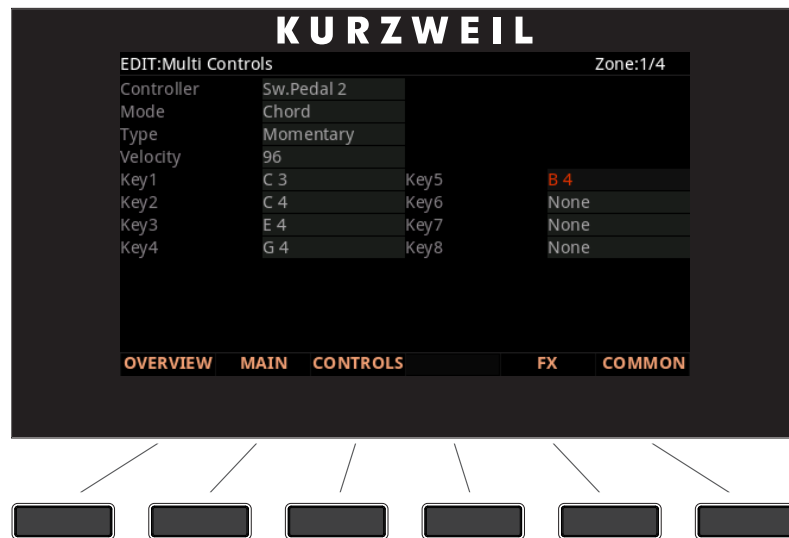 KURZWEIL
EDIT:Multi Controls Zone:1/4
Controller Sw.Pedal 2
Mode Chord
Type Momentary
Velocity 96
Key1 C 3 Key5 B 4
Key2 C 4 Key6 None
Key3 E 4 Key7 None
Key4 G 4 Key8 None
OVERVIEW MAIN CONTROLS FX COMMON